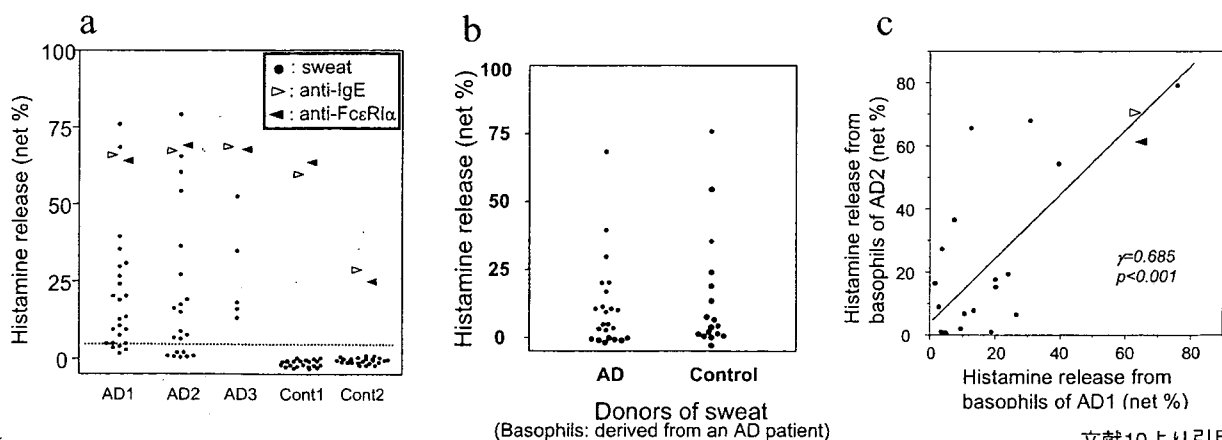 a
100
75
50
25
0
Histamine release (net %)
● : sweat
▷ : anti-IgE
◀ : anti-FcεRIα
AD1 AD2 AD3 Cont1 Cont2
b
100
75
50
25
0
Histamine release (net %)
AD Control
Donors of sweat
(Basophils: derived from an AD patient)
c
80
60
40
20
0
Histamine release from
basophils of AD2 (net %)
γ=0.685
p<0.001
0 20 40 60 80
Histamine release from
basophils of AD1 (net %)
文献10より引用